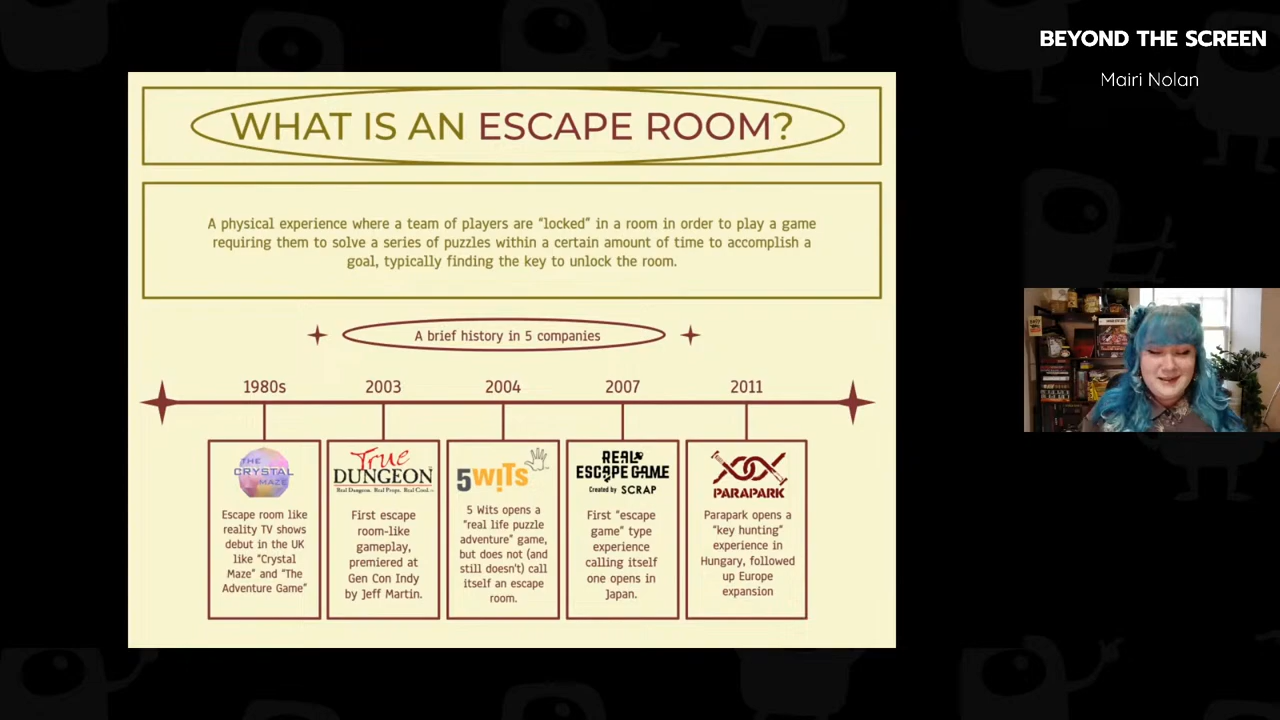 BEYOND THE SCREEN
Mairi Nolan
WHAT IS AN ESCAPE ROOM?
A physical experience where a team of players are “locked” in a room in order to play a game
requiring them to solve a series of puzzles within a certain amount of time to accomplish a
goal, typically finding the key to unlock the room.
A brief history in 5 companies
1980s
THE
CRYSTAL
MAZE
Escape room like
reality TV shows
debut in the UK
like “Crystal
Maze” and “The
Adventure Game”
2003
True
DUNGEON
Real Dungeon. Real Props. Real Cool.
First escape
room-like
gameplay,
premiered at
Gen Con Indy
by Jeff Martin.
2004
5WiTS
5 Wits opens a
“real life puzzle
adventure” game,
but does not (and
still doesn’t) call
itself an escape
room.
2007
REAL
ESCAPE GAME
Created by SCRAP
First “escape
game” type
experience
calling itself
one opens in
Japan.
2011
PARAPARK
Parapark opens a
“key hunting”
experience in
Hungary, followed
up Europe
expansion